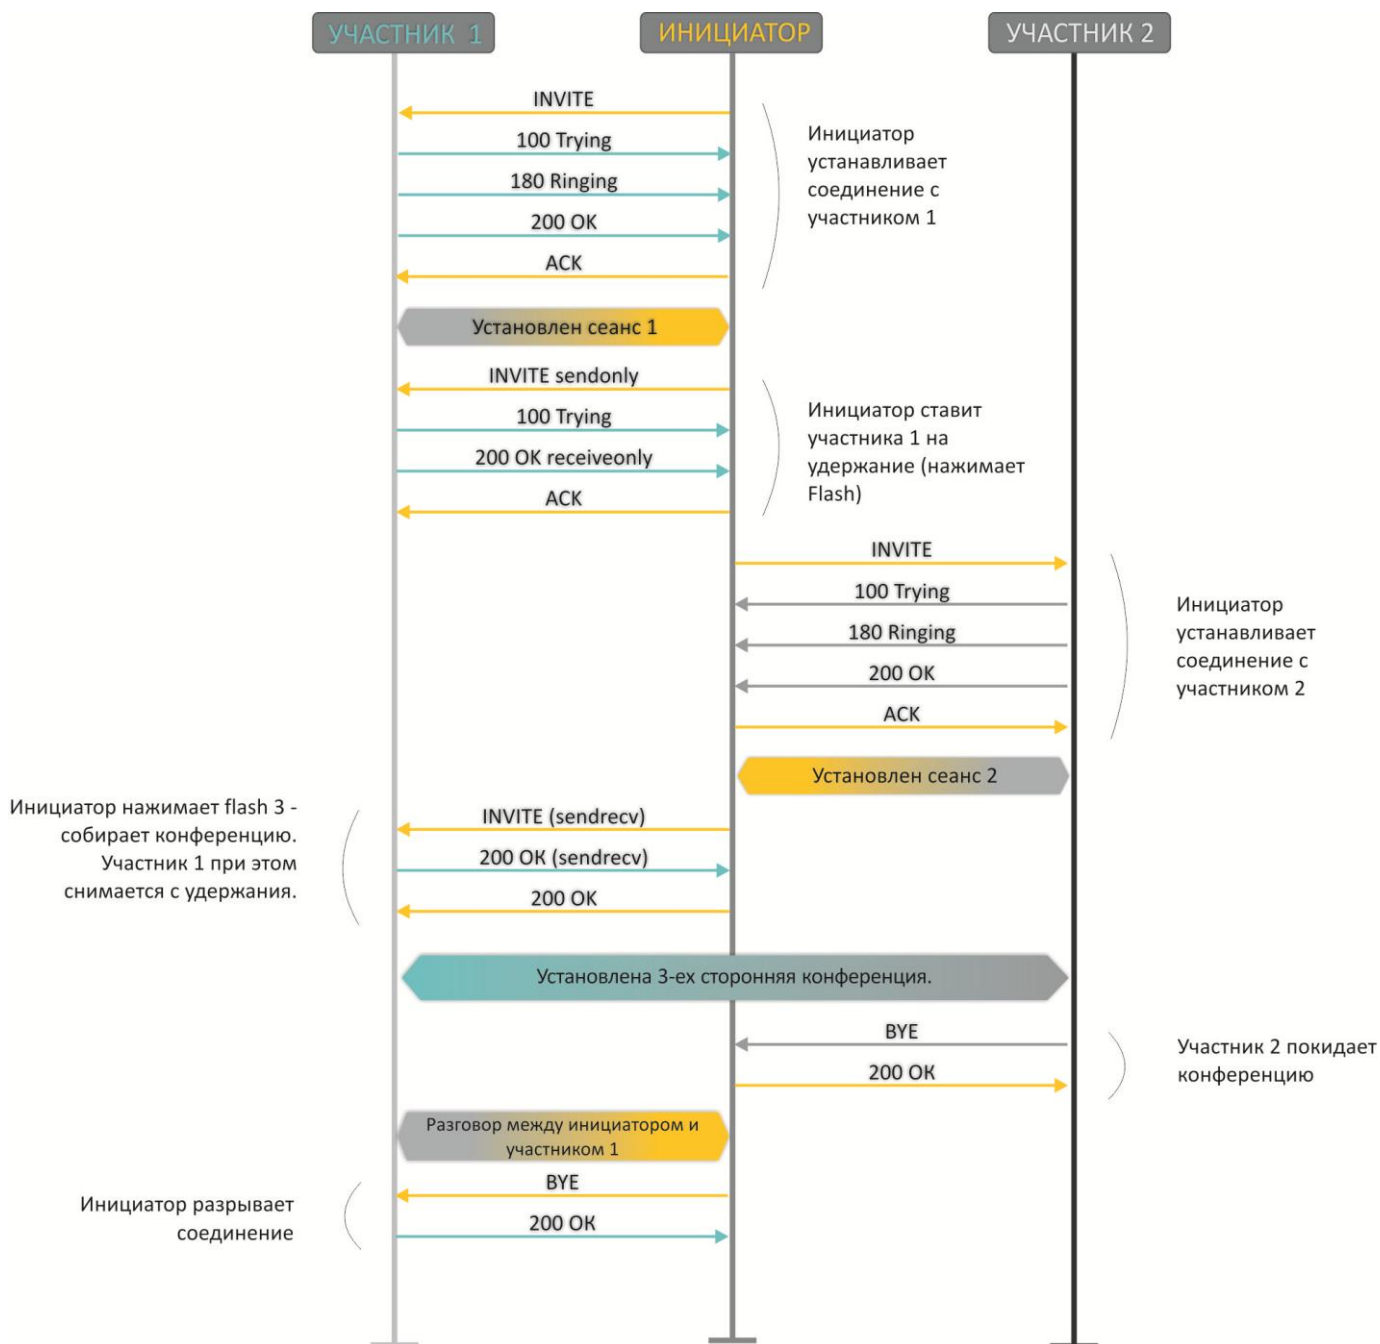 УЧАСТНИК 1
ИНИЦИАТОР
УЧАСТНИК 2
INVITE
100 Trying
180 Ringing
200 OK
ACK
Инициатор
устанавливает
соединение с
участником 1
Установлен сеанс 1
INVITE sendonly
100 Trying
200 OK receiveonly
ACK
Инициатор ставит
участника 1 на
удержание (нажимает
Flash)
INVITE
100 Trying
180 Ringing
200 OK
ACK
Инициатор
устанавливает
соединение с
участником 2
Установлен сеанс 2
Инициатор нажимает flash 3 -
собирает конференцию.
Участник 1 при этом
снимается с удержания.
INVITE (sendrecv)
200 OK (sendrecv)
200 OK
Установлена 3-ех сторонняя конференция.
BYE
200 OK
Участник 2 покидает
конференцию
Разговор между инициатором и
участником 1
BYE
200 OK
Инициатор разрывает
соединение